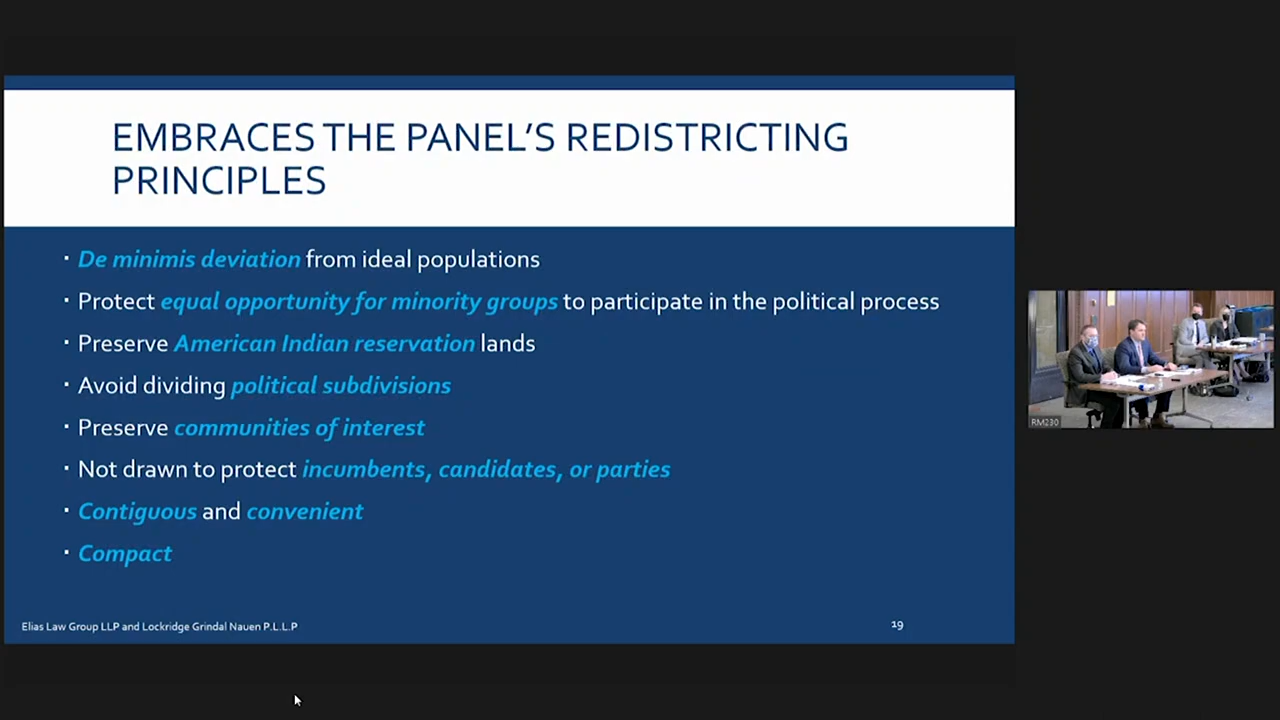 EMBRACES THE PANEL'S REDISTRICTING
PRINCIPLES
▪ De minimis deviation from ideal populations
▪ Protect equal opportunity for minority groups to participate in the political process
▪ Preserve American Indian reservation lands
▪ Avoid dividing political subdivisions
▪ Preserve communities of interest
▪ Not drawn to protect incumbents, candidates, or parties
▪ Contiguous and convenient
▪ Compact
Elias Law Group LLP and Lockridge Grindal Nauen P.L.L.P
19
RM230